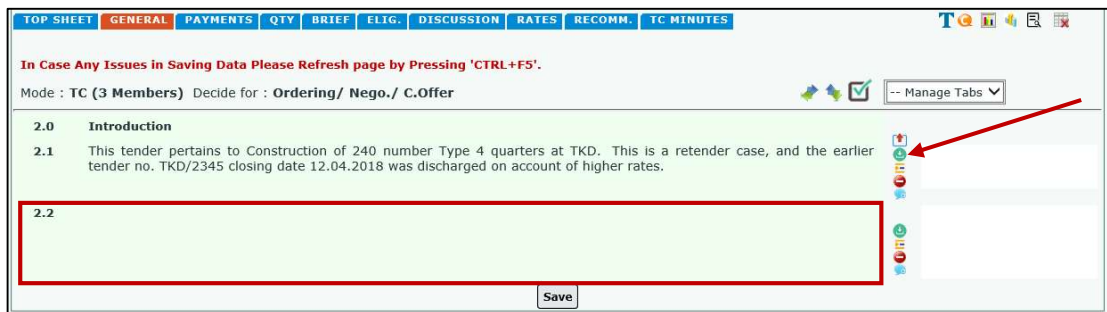 TOP SHEET GENERAL PAYMENTS QTY BRIEF ELIG. DISCUSSION RATES RECOMM. TC MINUTES
In Case Any Issues in Saving Data Please Refresh page by Pressing 'CTRL+F5'.
Mode : TC (3 Members) Decide for : Ordering/ Nego./ C.Offer -- Manage Tabs
2.0 Introduction
2.1 This tender pertains to Construction of 240 number Type 4 quarters at TKD. This is a retender case, and the earlier
tender no. TKD/2345 closing date 12.04.2018 was discharged on account of higher rates.
2.2
Save